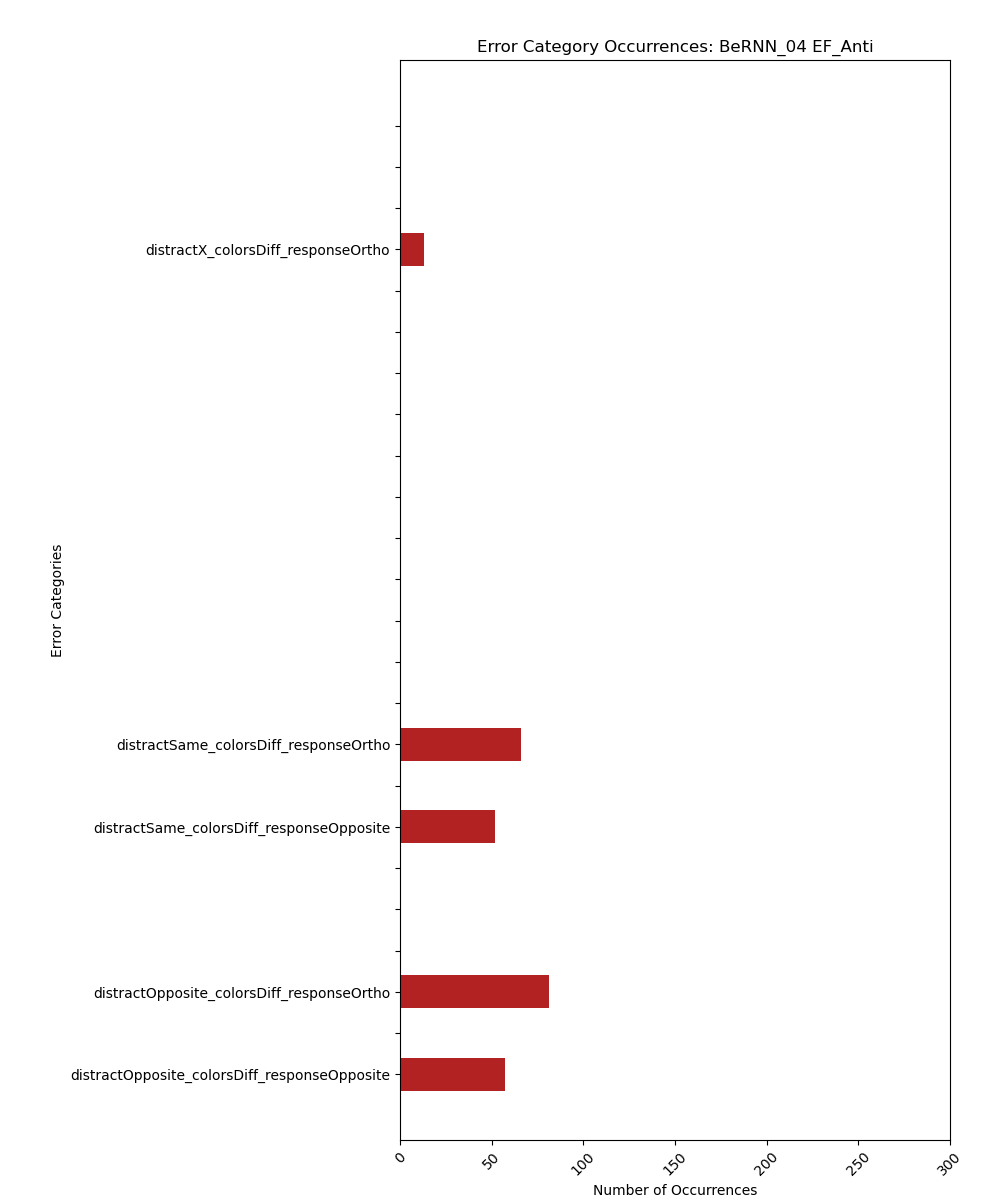 Error Category Occurrences: BeRNN_04 EF_Anti
distractX_colorsDiff_responseOrtho
Error Categories
distractSame_colorsDiff_responseOrtho
distractSame_colorsDiff_responseOpposite
distractOpposite_colorsDiff_responseOrtho
distractOpposite_colorsDiff_responseOpposite
0 50 100 150 200 250 300
Number of Occurrences